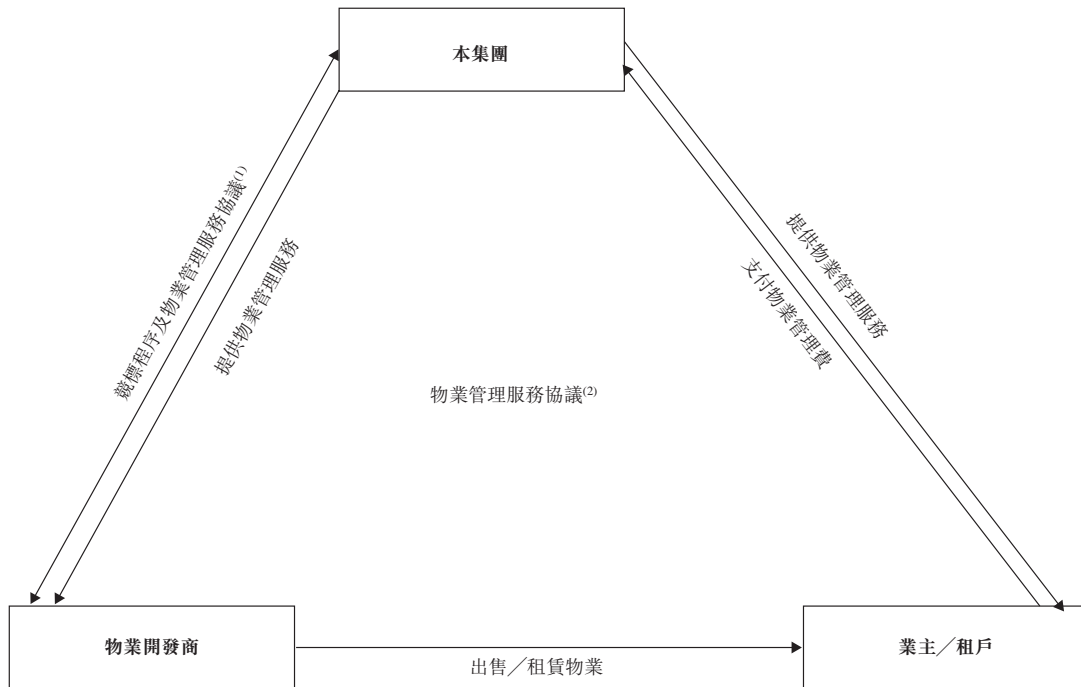 本集團
競標程序及物業管理服務協議(1)
提供物業管理服務
提供物業管理服務
支付物業管理費
物業管理服務協議(2)
物業開發商
出售／租賃物業
業主／租戶